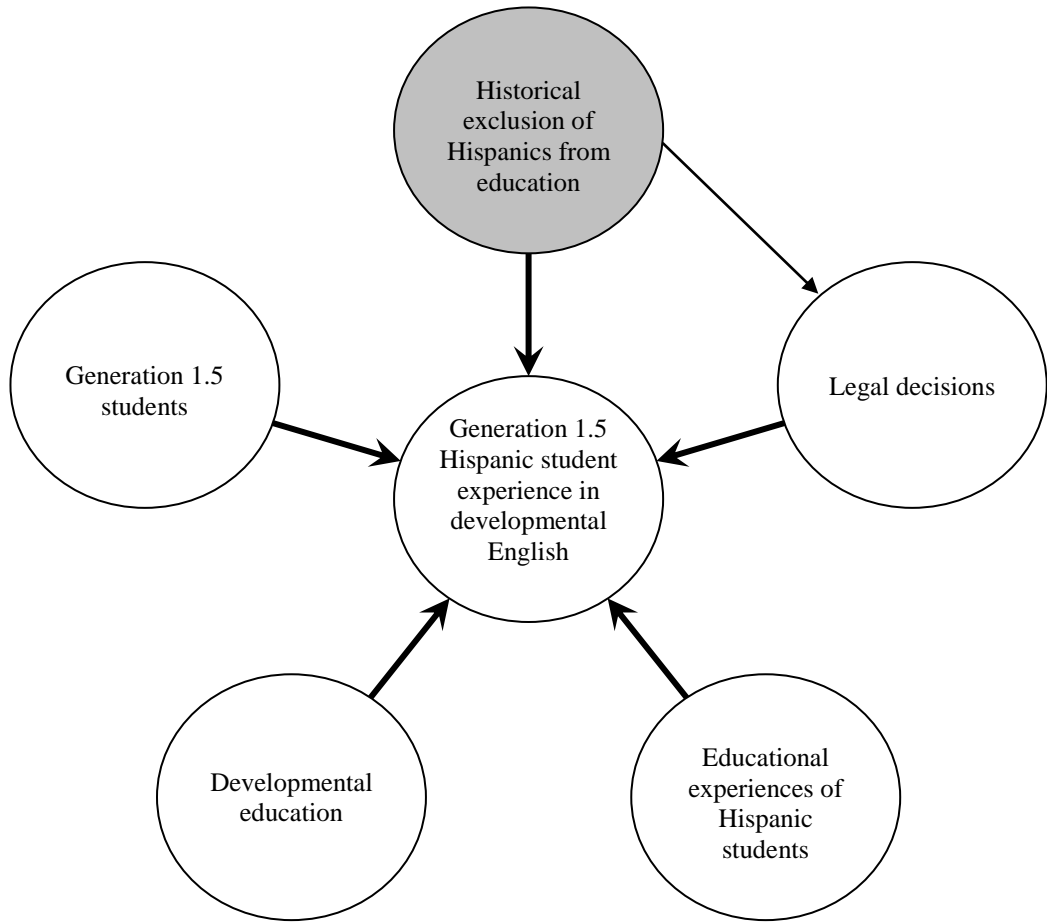 Historical
exclusion of
Hispanics from
education
Generation 1.5
students
Legal decisions
Generation 1.5
Hispanic student
experience in
developmental
English
Developmental
education
Educational
experiences of
Hispanic
students